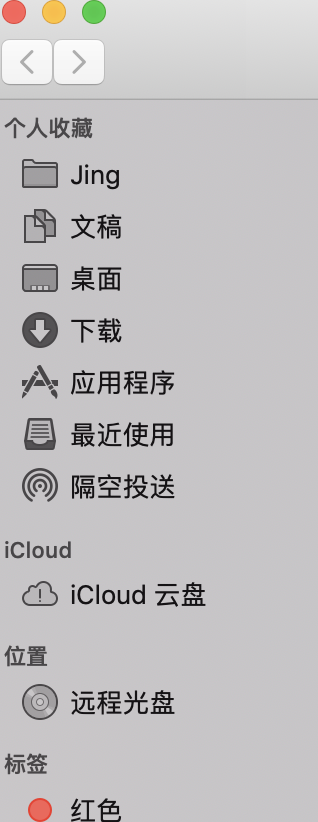 个人收藏
Jing
文稿
桌面
下载
应用程序
最近使用
隔空投送
iCloud
iCloud 云盘
位置
远程光盘
标签
红色